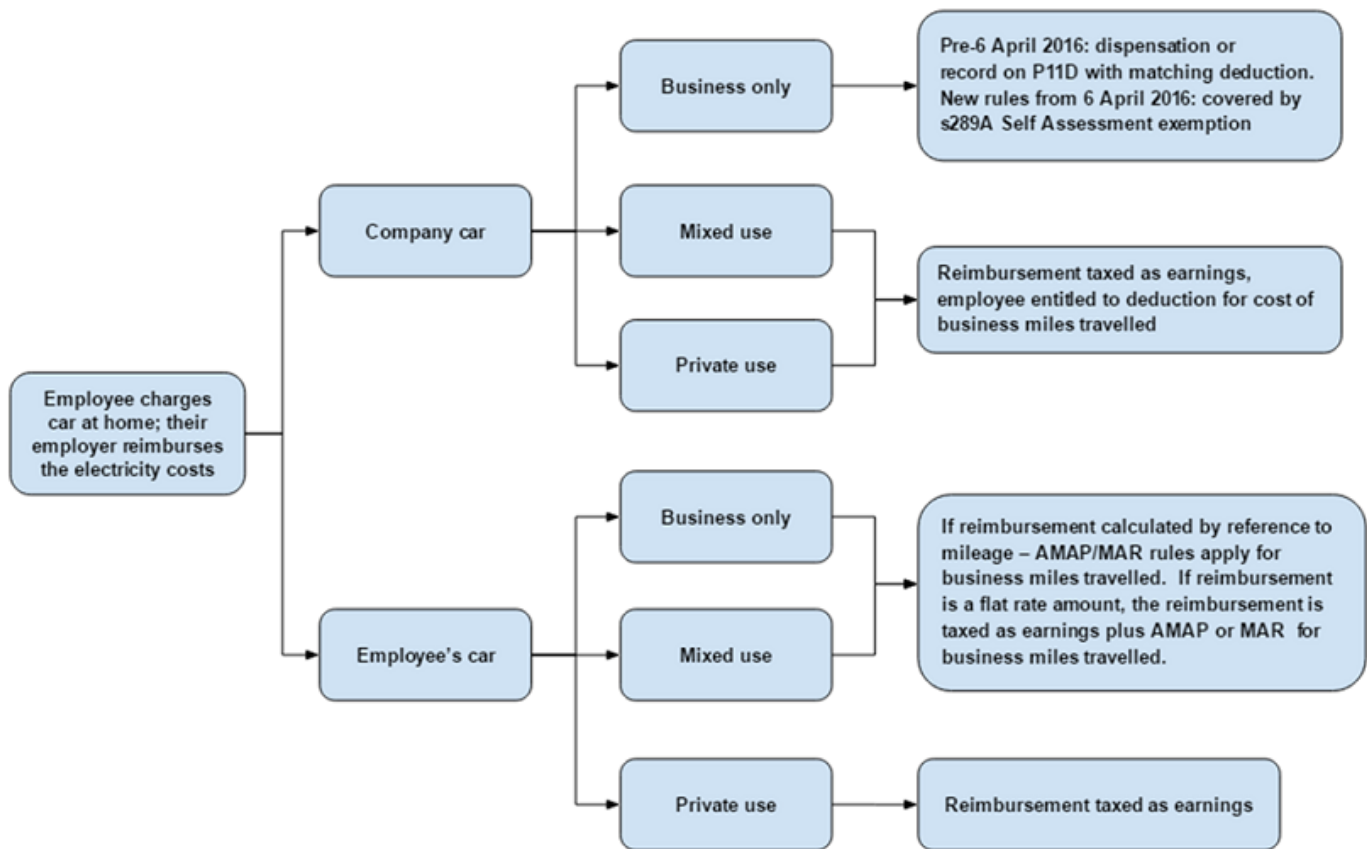 Employee charges
car at home; their
employer reimburses
the electricity costs
Company car
Business only
Pre-6 April 2016: dispensation or
record on P11D with matching deduction.
New rules from 6 April 2016: covered by
s289A Self Assessment exemption
Mixed use
Private use
Reimbursement taxed as earnings,
employee entitled to deduction for cost of
business miles travelled
Employee's car
Business only
Mixed use
If reimbursement calculated by reference to
mileage – AMAP/MAR rules apply for
business miles travelled. If reimbursement
is a flat rate amount, the reimbursement is
taxed as earnings plus AMAP or MAR for
business miles travelled.
Private use
Reimbursement taxed as earnings